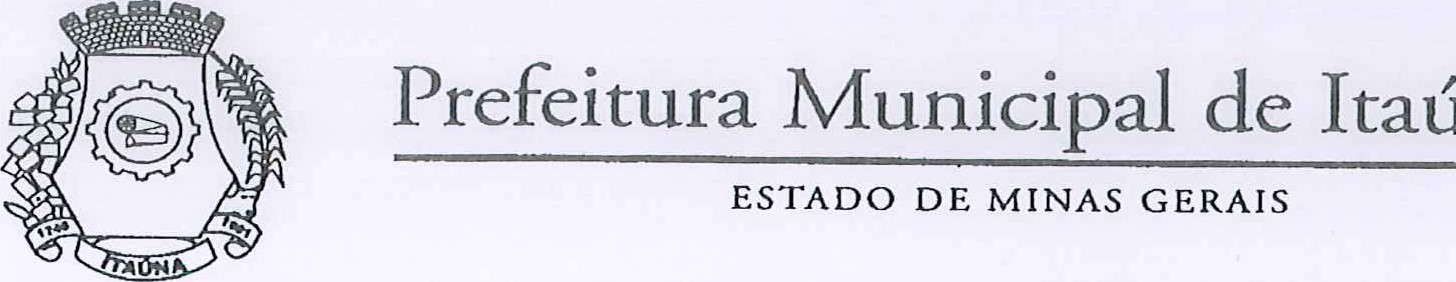 Prefeitura Municipal de Itaú
ESTADO DE MINAS GERAIS
ITAÚNA